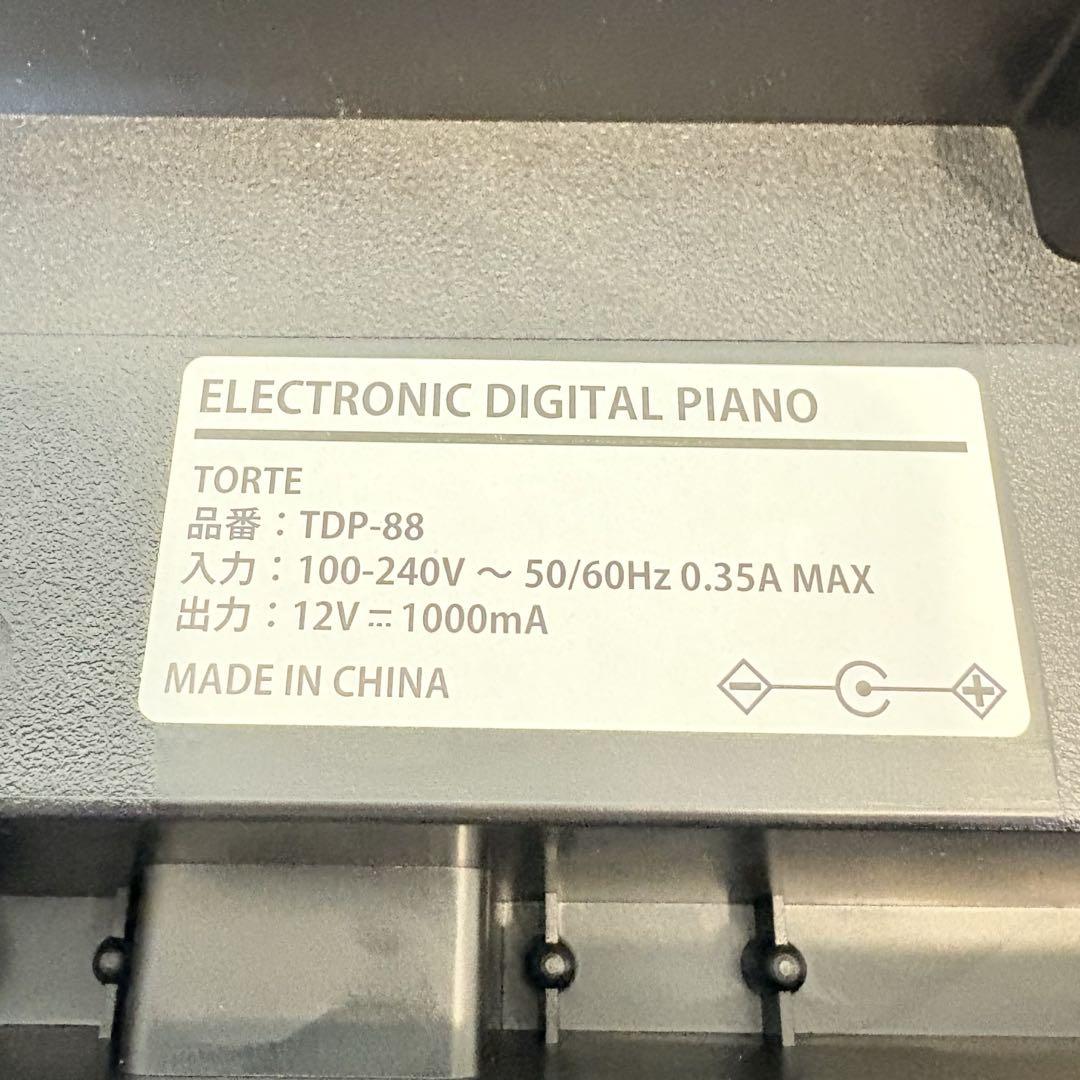 ELECTRONIC DIGITAL PIANO
TORTE
品番：TDP-88
入力：100-240V ～ 50/60Hz 0.35A MAX
出力：12V ⎓ 1000mA
MADE IN CHINA